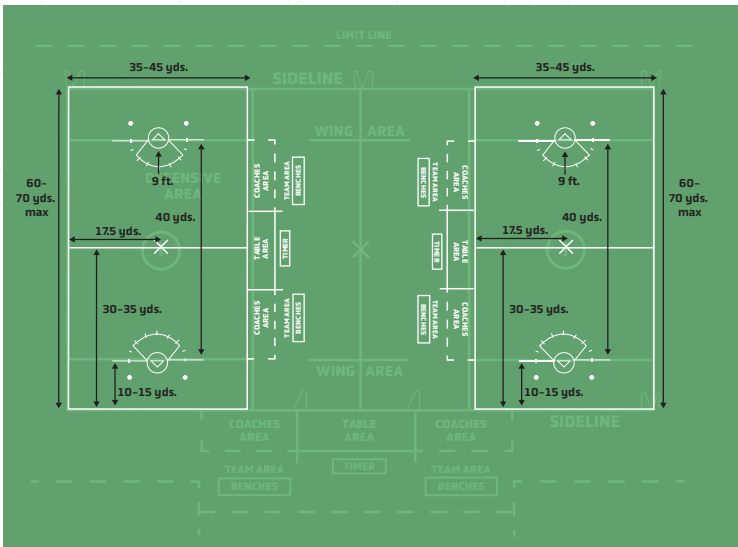 LIMIT LINE
35–45 yds.
SIDELINE
35–45 yds.
WING AREA
9 ft.
DEFENSIVE
AREA
60–
70 yds.
max
17.5 yds.
40 yds.
30–35 yds.
10–15 yds.
COACHES
AREA
TEAM AREA
BENCHES
TABLE
AREA
TIMER
COACHES
AREA
TEAM AREA
BENCHES
BENCHES
TEAM AREA
COACHES
AREA
TIMER
TABLE
AREA
BENCHES
TEAM AREA
COACHES
AREA
9 ft.
17.5 yds.
40 yds.
60–
70 yds.
max
30–35 yds.
10–15 yds.
WING AREA
SIDELINE
COACHES
AREA
TABLE
AREA
COACHES
AREA
TEAM AREA
BENCHES
TIMER
TEAM AREA
BENCHES